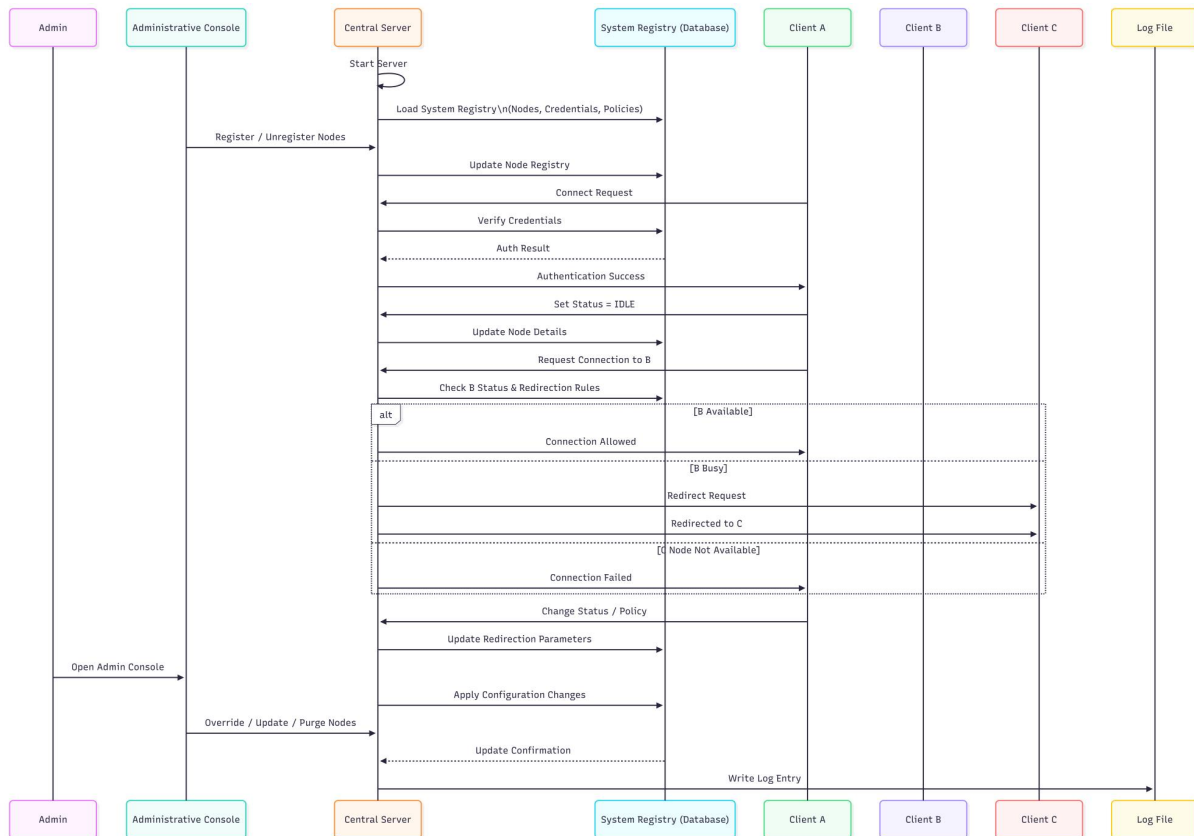 Admin
Administrative Console
Central Server
System Registry (Database)
Client A
Client B
Client C
Log File
Start Server
Load System Registry\n(Nodes, Credentials, Policies)
Register / Unregister Nodes
Update Node Registry
Connect Request
Verify Credentials
Auth Result
Authentication Success
Set Status = IDLE
Update Node Details
Request Connection to B
Check B Status & Redirection Rules
alt
[B Available]
Connection Allowed
[B Busy]
Redirect Request
Redirected to C
[C Node Not Available]
Connection Failed
Change Status / Policy
Update Redirection Parameters
Open Admin Console
Apply Configuration Changes
Override / Update / Purge Nodes
Update Confirmation
Write Log Entry
Admin
Administrative Console
Central Server
System Registry (Database)
Client A
Client B
Client C
Log File